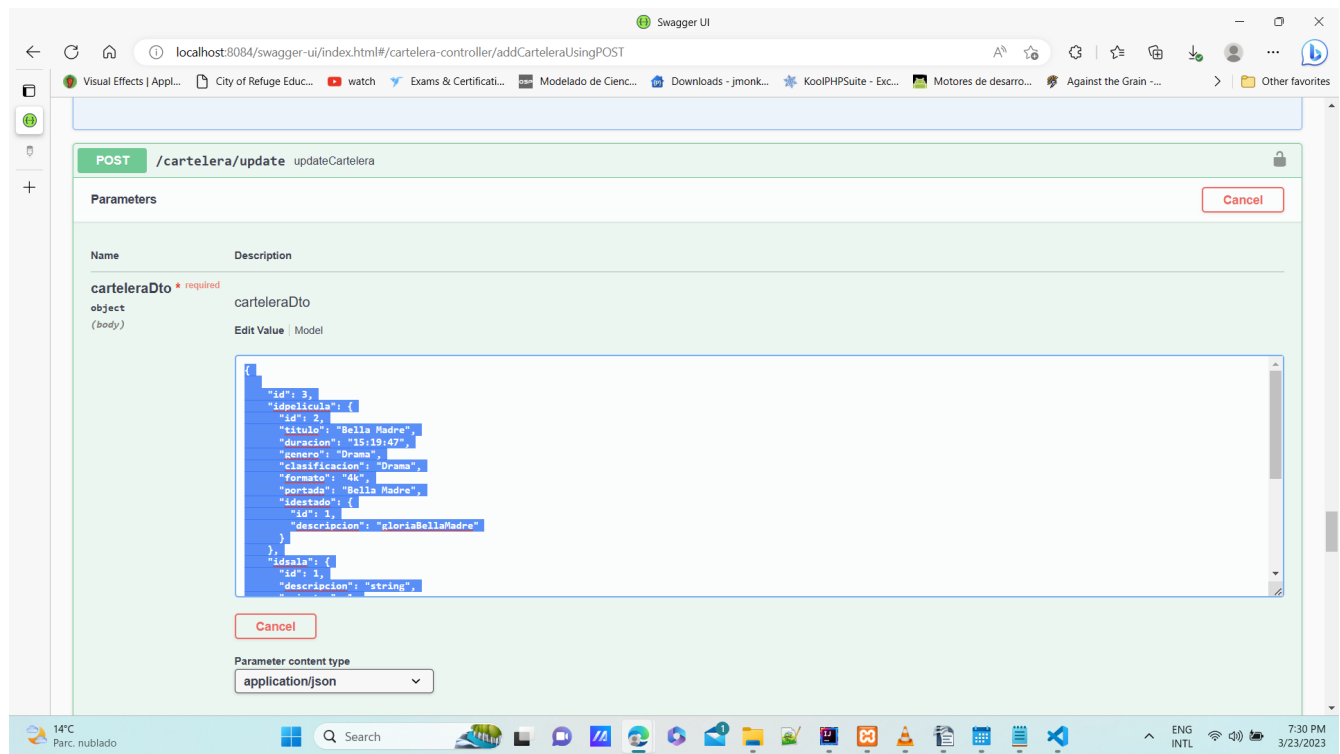 Swagger UI
localhost:8084/swagger-ui/index.html#/cartelera-controller/addCarteleraUsingPOST
Visual Effects | Appl...
City of Refuge Educ...
watch
Exams & Certificati...
Modelado de Cienc...
Downloads - jmonk...
KoolPHPSuite - Exc...
Motores de desarro...
Against the Grain -...
Other favorites
POST /cartelera/update updateCartelera
Parameters
Cancel
Name Description
carteleraDto * required
object
(body)
carteleraDto
Edit Value | Model
{
"id": 3,
"idpelicula": {
"id": 2,
"titulo": "Bella Madre",
"duracion": "15:19:47",
"genero": "Drama",
"clasificacion": "Drama",
"formato": "4k",
"portada": "Bella Madre",
"idestado": {
"id": 1,
"descripcion": "gloriaBellaMadre"
}
},
"idsala": {
"id": 1,
"descripcion": "string",
Cancel
Parameter content type
application/json
14°C
Parc. nublado
Search
1
ENG
INTL
7:30 PM
3/23/2023